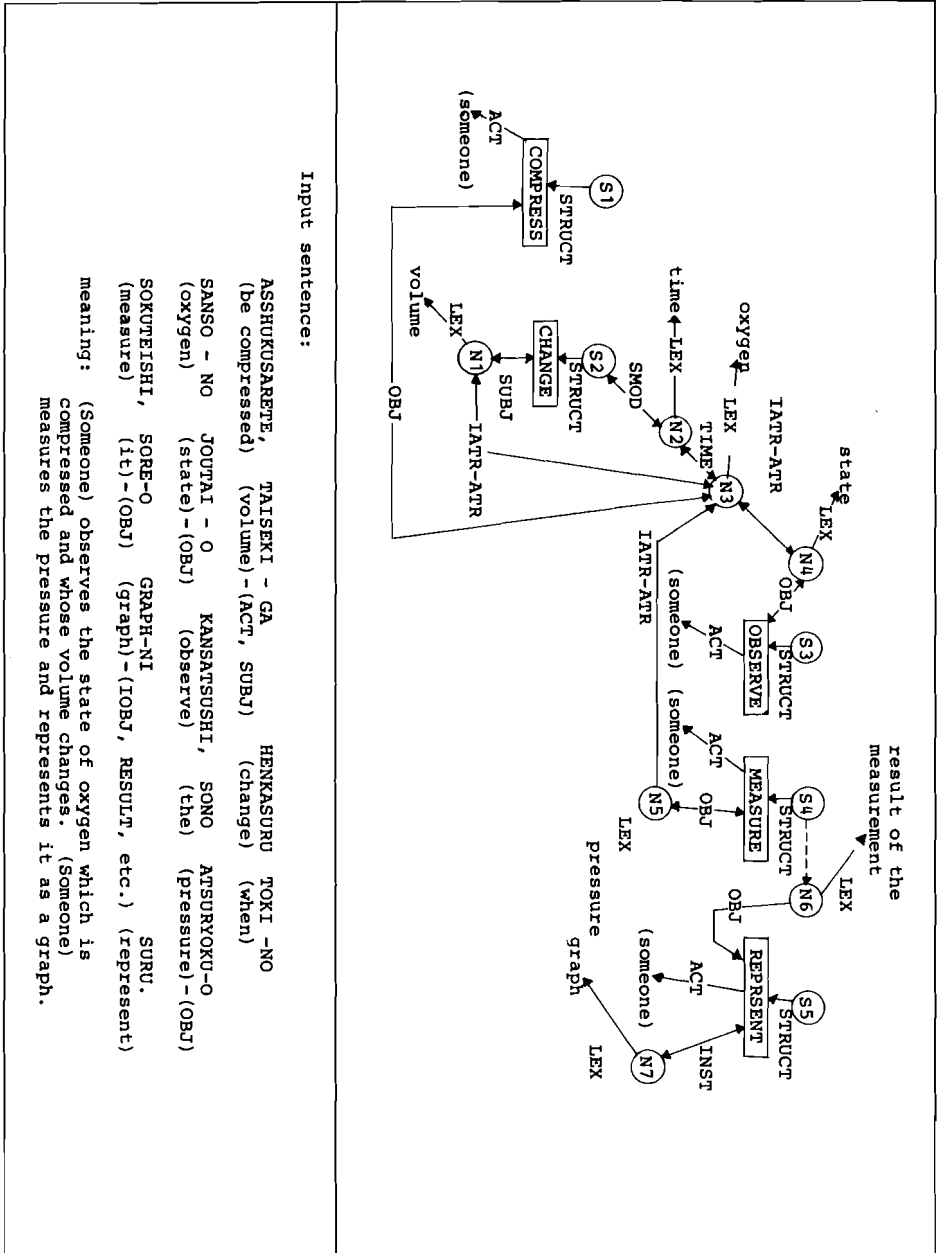 result of the
measurement
state
LEX
LEX
N4
S3
S4
N6
S5
OBJ
STRUCT
STRUCT
STRUCT
IATR-ATR
OBSERVE
MEASURE
REPRSENT
oxygen
LEX
N3
ACT
ACT
OBJ
ACT
INST
TIME
time
LEX
N2
(someone)
(someone)
OBJ
(someone)
N7
SMOD
IATR-ATR
N5
S1
S2
LEX
LEX
STRUCT
STRUCT
pressure
graph
COMPRESS
CHANGE
ACT
SUBJ
(someone)
N1
IATR-ATR
LEX
volume
OBJ
Input sentence:
ASSHUKUSARETE, TAISEKI - GA HENKASURU TOKI -NO
(be compressed) (volume)-(ACT, SUBJ) (change) (when)
SANSO - NO JOUTAI - O KANSATSUSHI, SONO ATSURYOKU-O
(oxygen) (state)-(OBJ) (observe) (the) (pressure)-(OBJ)
SOKUTEISHI, SORE-O GRAPH-NI SURU.
(measure) (it)-(OBJ) (graph)-(IOBJ, RESULT, etc.) (represent)
meaning: (Someone) observes the state of oxygen which is
compressed and whose volume changes. (Someone)
measures the pressure and represents it as a graph.